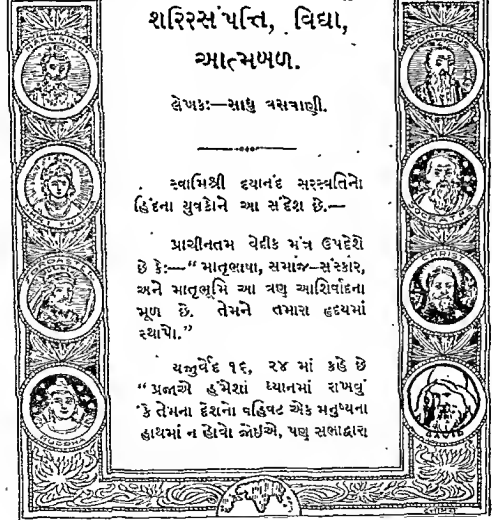 શરિરસંપત્તિ, વિદ્યા,
આત્મબળ.
લેખકઃ—સાધુ વસવાણી.
સ્વામિશ્રી દયાનંદ સરસ્વતિનો
હિંદના યુવકોને આ સંદેશ છે.—
પ્રાચીનતમ વેદીક મંત્ર ઉપદેશે
છે કેઃ—“ માતૃભાષા, સમાજ-સંસ્કાર,
અને માતૃભૂમિ આ ત્રણુ આશિર્વાદના
મૂળ છે. તેમને તમારા હૃદયમાં
સ્થાપો.”
યજુર્વેદ ૧૬, ૨૪ માં કહે છે
“ પ્રજાએ હંમેશાં ધ્યાનમાં રાખવું
કે તેમના દેશનો વહિવટ એક મનુષ્યના
હાથમાં ન હોવો જોઈએ, પણ સભાદ્વારા
CONFUCIUS
SOCRATES
CHRIST
BUDDHA